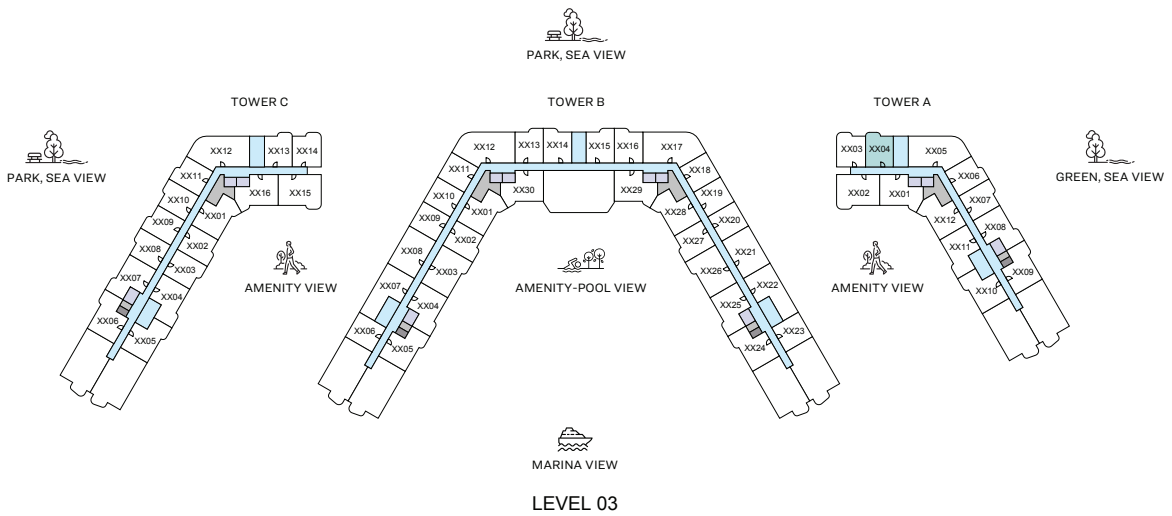 PARK, SEA VIEW
TOWER C
TOWER B
TOWER A
PARK, SEA VIEW
GREEN, SEA VIEW
XX12
XX13
XX14
XX11
XX16
XX15
XX10
XX01
XX09
XX02
XX08
XX03
XX07
XX04
XX06
XX05
AMENITY VIEW
XX12
XX13
XX14
XX15
XX16
XX17
XX11
XX30
XX29
XX18
XX10
XX01
XX28
XX19
XX09
XX02
XX27
XX20
XX08
XX03
XX26
XX21
XX07
XX04
XX25
XX22
XX06
XX05
XX24
XX23
AMENITY-POOL VIEW
XX03
XX04
XX05
XX02
XX01
XX06
XX12
XX07
XX11
XX08
XX10
XX09
AMENITY VIEW
MARINA VIEW
LEVEL 03